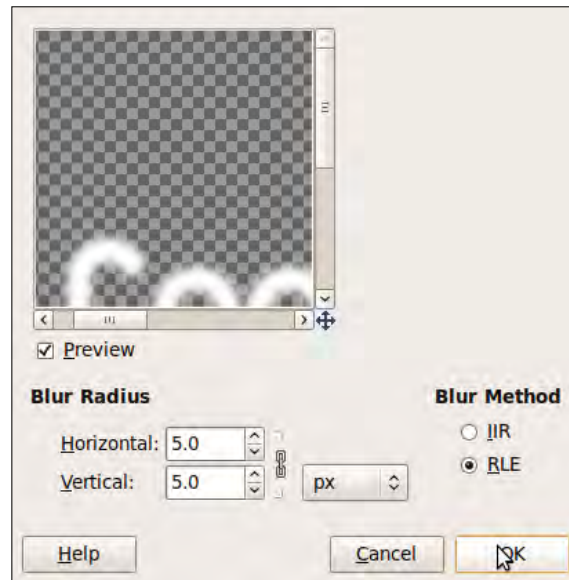 Preview
Blur Radius
Horizontal: 5.0
Vertical: 5.0 px
Blur Method
IIR
RLE
Help Cancel OK